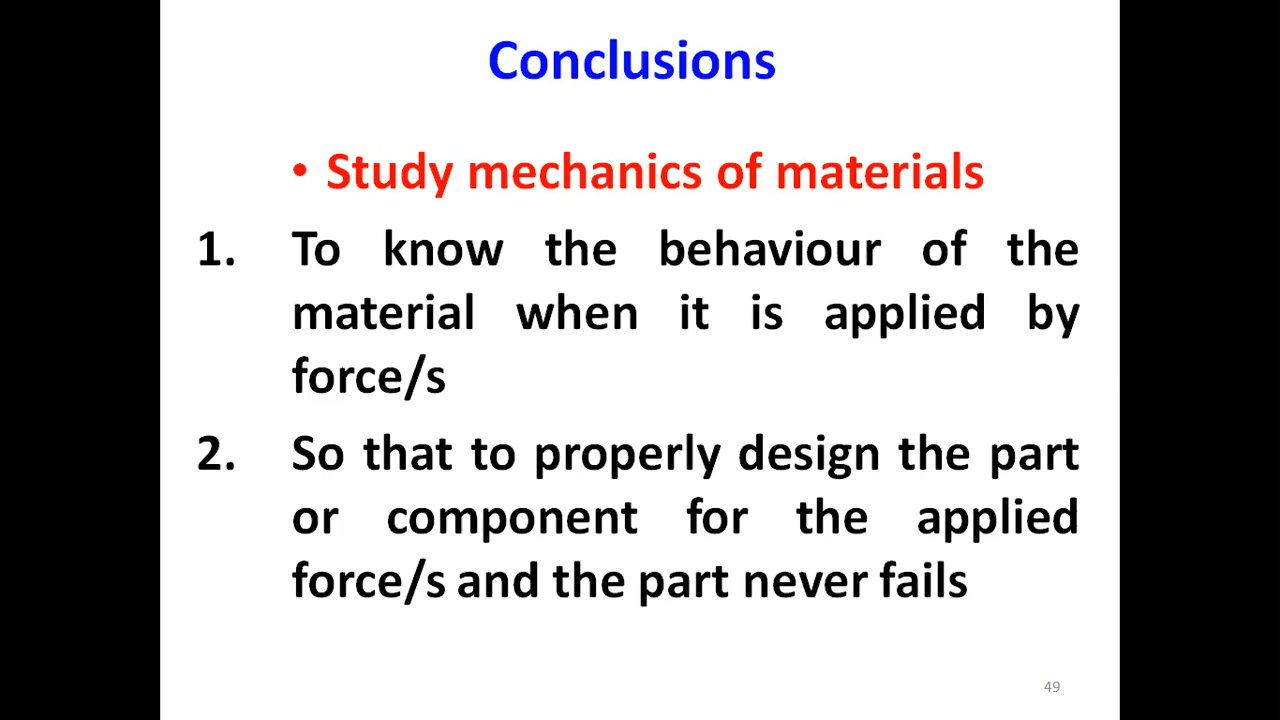 Conclusions
• Study mechanics of materials
1. To know the behaviour of the
material when it is applied by
force/s
2. So that to properly design the part
or component for the applied
force/s and the part never fails
49